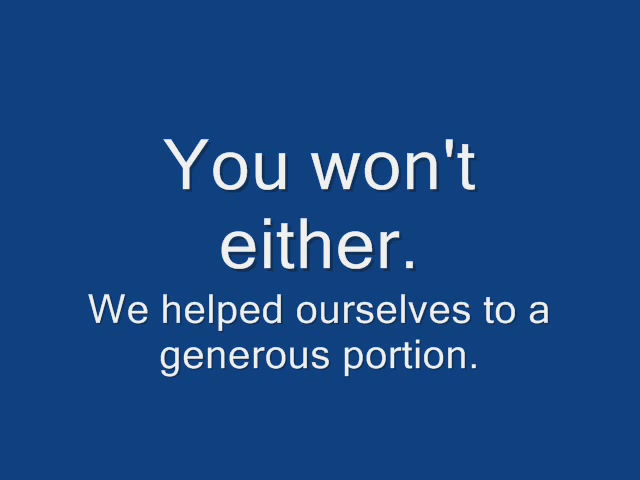 You won't
either.
We helped ourselves to a
generous portion.